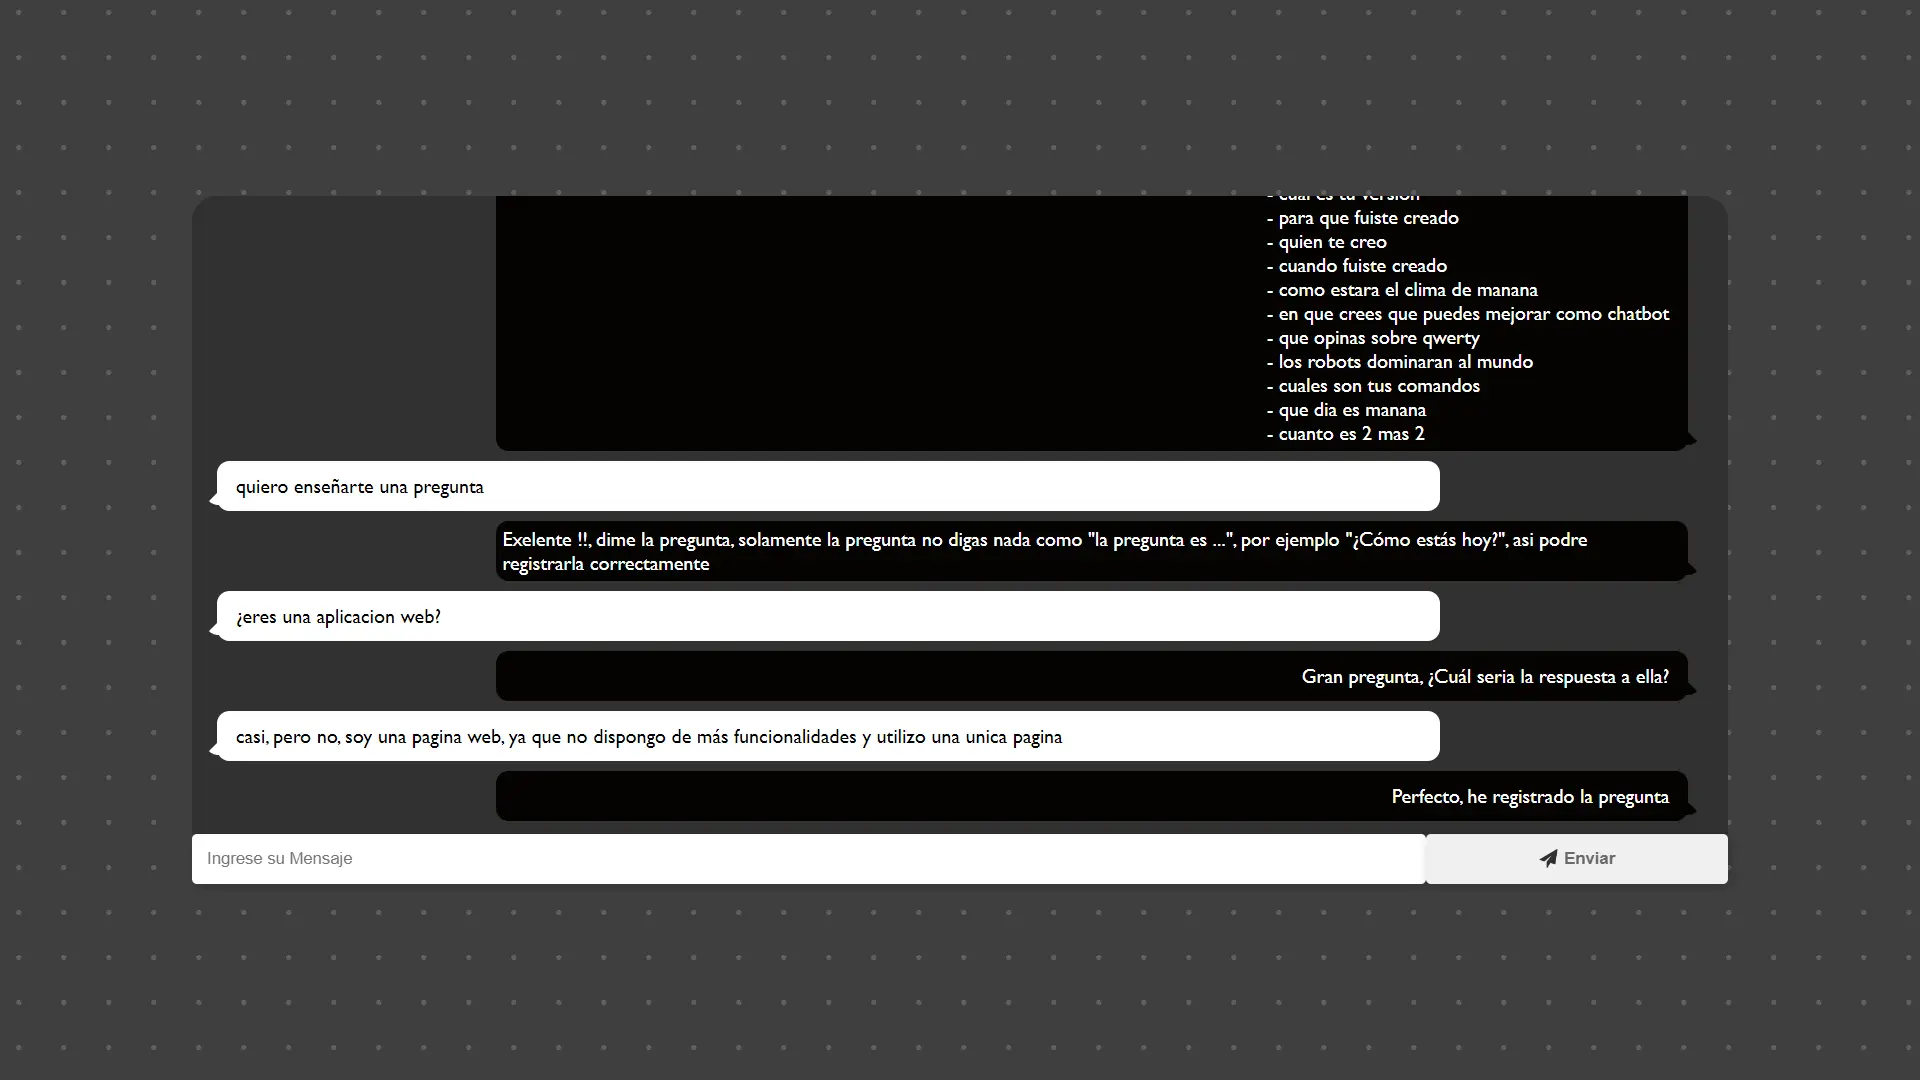 - cual es tu version
- para que fuiste creado
- quien te creo
- cuando fuiste creado
- como estara el clima de manana
- en que crees que puedes mejorar como chatbot
- que opinas sobre qwerty
- los robots dominaran al mundo
- cuales son tus comandos
- que dia es manana
- cuanto es 2 mas 2
quiero enseñarte una pregunta
Exelente !!, dime la pregunta, solamente la pregunta no digas nada como "la pregunta es ...", por ejemplo "¿Cómo estás hoy?", asi podre
registrarla correctamente
¿eres una aplicacion web?
Gran pregunta, ¿Cuál seria la respuesta a ella?
casi, pero no, soy una pagina web, ya que no dispongo de más funcionalidades y utilizo una unica pagina
Perfecto, he registrado la pregunta
Ingrese su Mensaje
Enviar